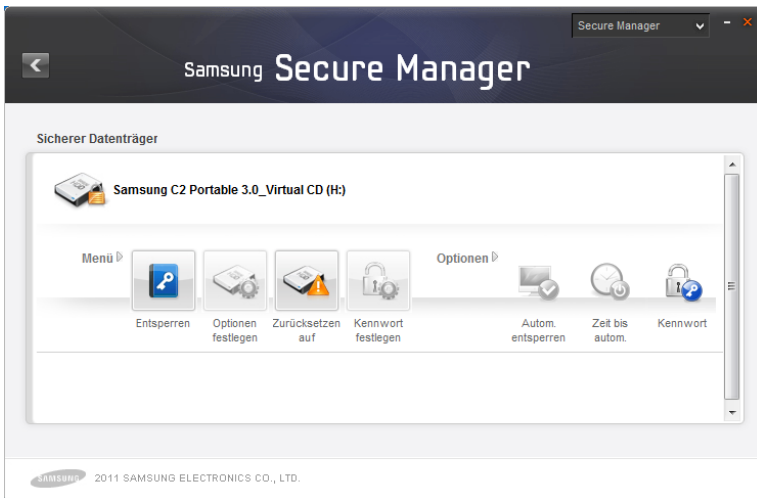 Secure Manager
Samsung Secure Manager
Sicherer Datenträger
Samsung C2 Portable 3.0_Virtual CD (H:)
Menü
Entsperren
Optionen festlegen
Zurücksetzen auf
Kennwort festlegen
Optionen
Autom. entsperren
Zeit bis autom.
Kennwort
SAMSUNG
2011 SAMSUNG ELECTRONICS CO., LTD.